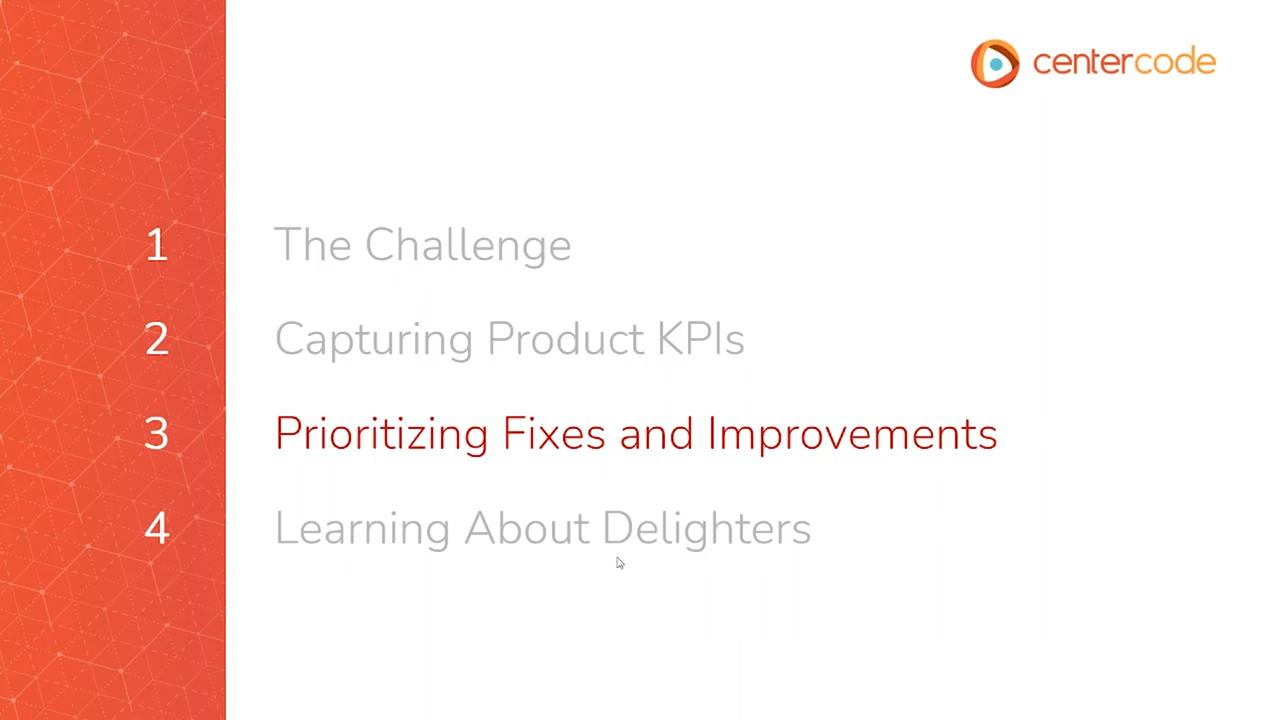 centercode
1 The Challenge
2 Capturing Product KPIs
3 Prioritizing Fixes and Improvements
4 Learning About Delighters